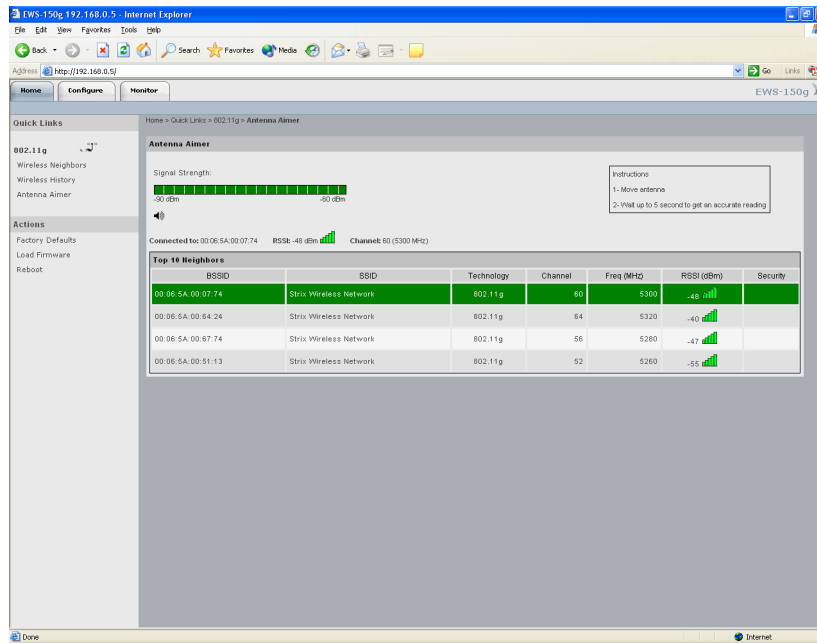 EWS-150g 192.168.0.5 - Internet Explorer
File Edit View Favorites Tools Help
Back Search Favorites Media
Address http://192.168.0.5/ Go Links
Home Configure Monitor EWS-150g
Quick Links
802.11g
Wireless Neighbors
Wireless History
Antenna Aimer
Actions
Factory Defaults
Load Firmware
Reboot
Home > Quick Links > 802.11g > Antenna Aimer
Antenna Aimer
Signal Strength:
-90 dBm -60 dBm
Instructions
1- Move antenna
2- Wait up to 5 second to get an accurate reading
Connected to: 00:06:5A:00:07:74 RSSI: -48 dBm Channel: 60 (5300 MHz)
Top 10 Neighbors
BSSID SSID Technology Channel Freq (MHz) RSSI (dBm) Security
00:06:5A:00:07:74 Strix Wireless Network 802.11g 60 5300 -48
00:06:5A:00:64:24 Strix Wireless Network 802.11g 64 5320 -40
00:06:5A:00:67:74 Strix Wireless Network 802.11g 56 5280 -47
00:06:5A:00:51:13 Strix Wireless Network 802.11g 52 5260 -55
Done Internet